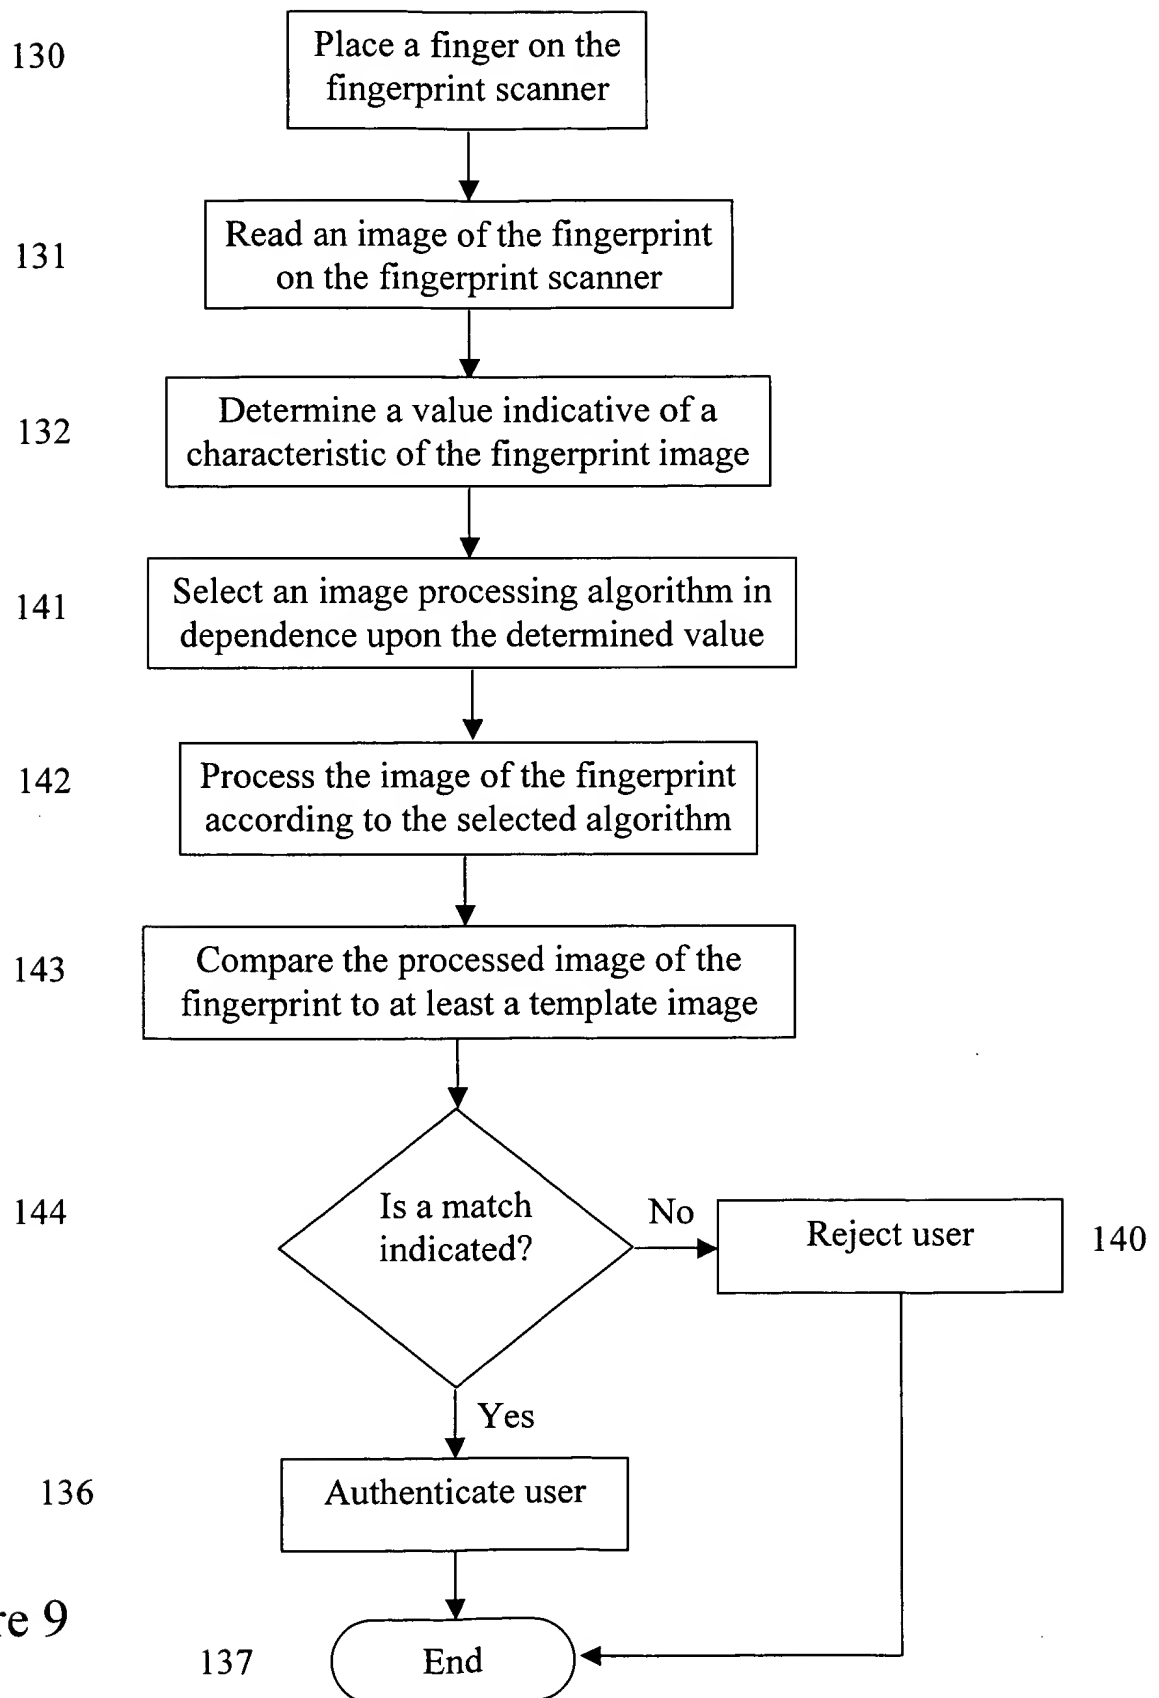 130
Place a finger on the
fingerprint scanner
131
Read an image of the fingerprint
on the fingerprint scanner
132
Determine a value indicative of a
characteristic of the fingerprint image
141
Select an image processing algorithm in
dependence upon the determined value
142
Process the image of the fingerprint
according to the selected algorithm
143
Compare the processed image of the
fingerprint to at least a template image
144
Is a match
indicated?
No
Reject user
140
Yes
136
Authenticate user
re 9
137
End